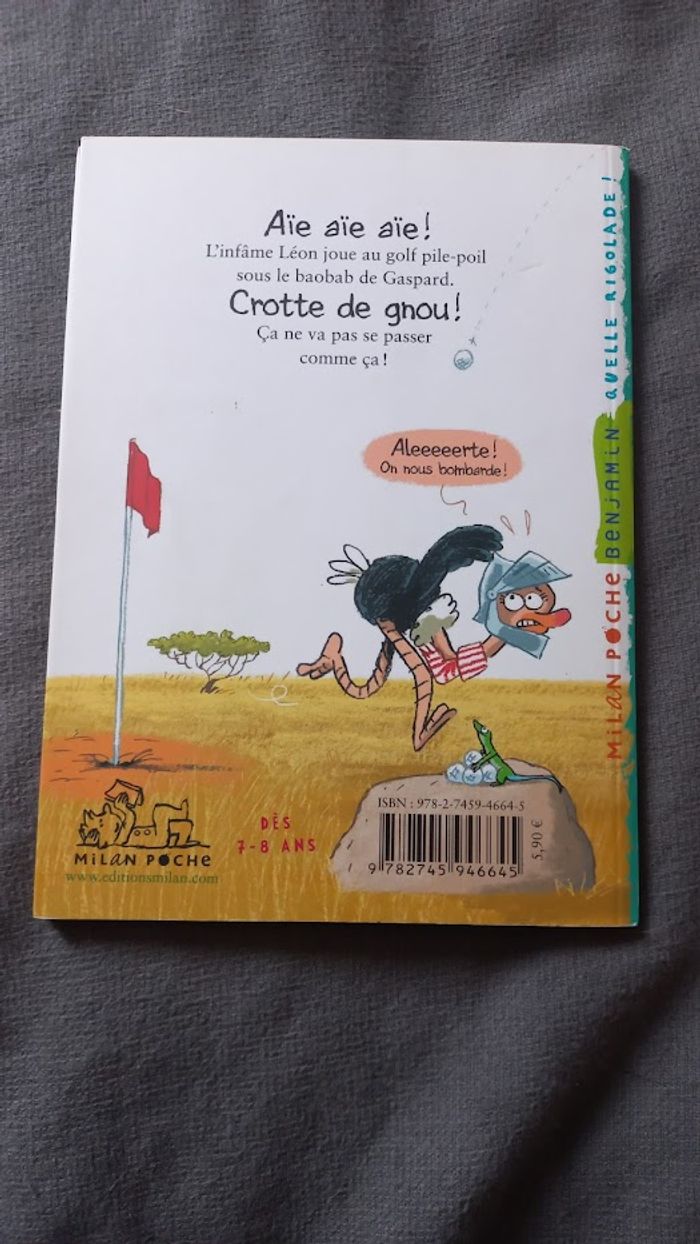 Aïe aïe aïe!
L'infâme Léon joue au golf pile-poil
sous le baobab de Gaspard.
Crotte de gnou!
Ça ne va pas se passer
comme ça!
Aleeeeerte!
On nous bombarde!
MiLAN POCHE BENJAMIN QUELLE RIGOLADE!
MiLAN POCHE
www.editionsmilan.com
DÈS
7-8 ANS
ISBN : 978-2-7459-4664-5
5,90 €
9 782745 946645